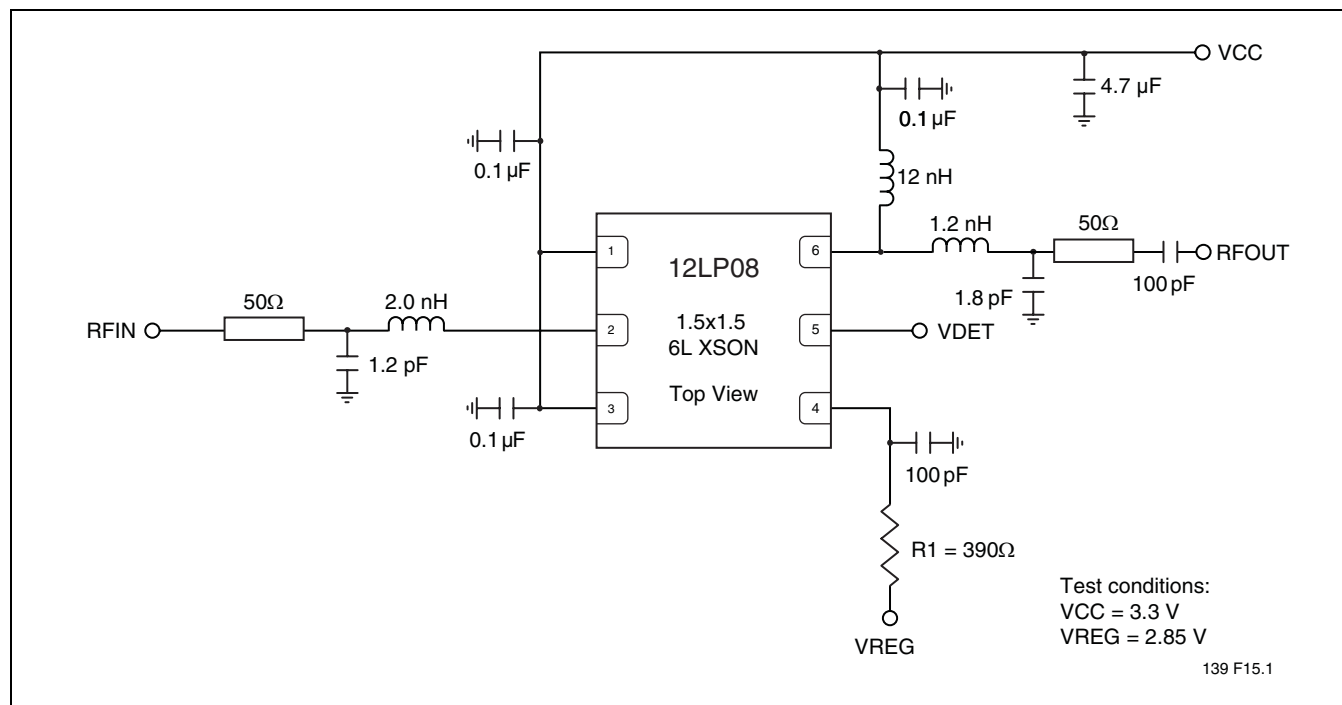 VCC
4.7 µF
0.1 µF
0.1 µF
12 nH
1.2 nH
50Ω
RFOUT
100 pF
1.8 pF
1
6
12LP08
50Ω
2.0 nH
RFIN
1.2 pF
2
1.5x1.5
6L XSON
5
VDET
Top View
3
4
0.1 µF
100 pF
R1 = 390Ω
VREG
Test conditions:
VCC = 3.3 V
VREG = 2.85 V
139 F15.1